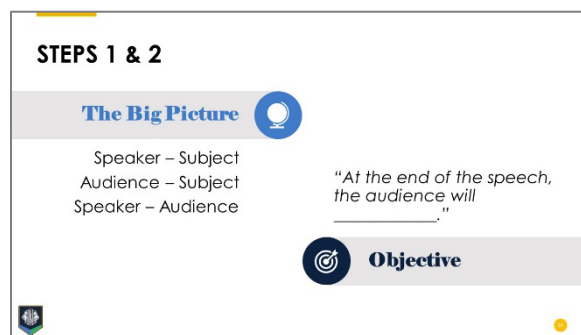 STEPS 1 & 2
The Big Picture
Speaker – Subject
Audience – Subject
Speaker – Audience
“At the end of the speech,
the audience will
____________.”
Objective